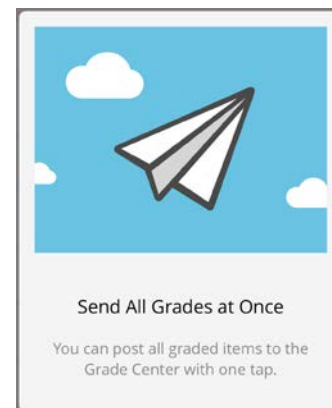 Send All Grades at Once
You can post all graded items to the
Grade Center with one tap.